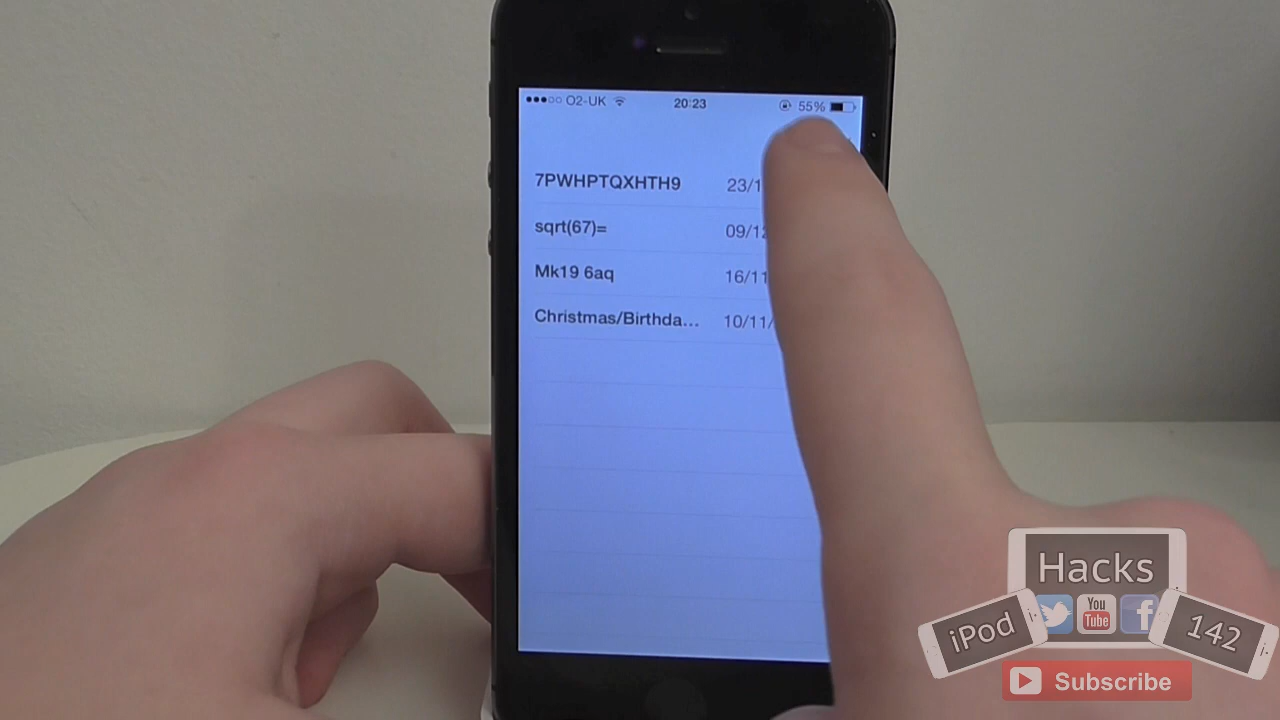 O2-UK 20:23 55%
7PWHPTQXHTH9 23/1
sqrt(67)= 09/12
Mk19 6aq 16/11
Christmas/Birthda... 10/11/
Hacks
You
Tube
iPod
142
Subscribe